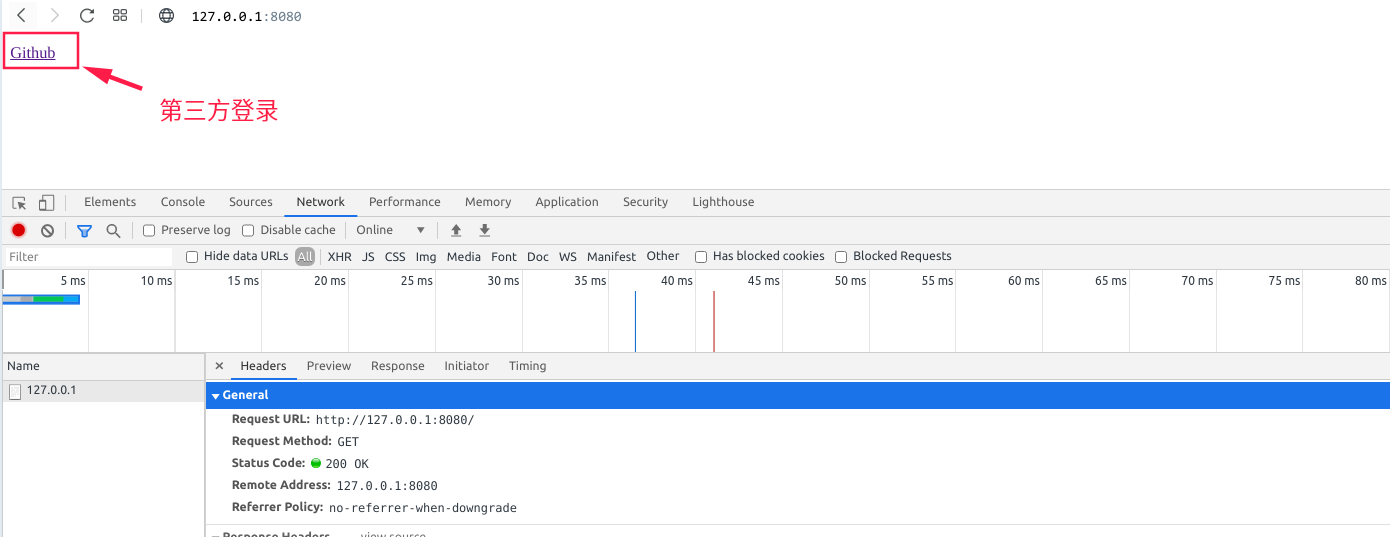 127.0.0.1:8080
Github
第三方登录
Elements Console Sources Network Performance Memory Application Security Lighthouse
Preserve log Disable cache Online
Filter Hide data URLs All XHR JS CSS Img Media Font Doc WS Manifest Other Has blocked cookies Blocked Requests
5 ms 10 ms 15 ms 20 ms 25 ms 30 ms 35 ms 40 ms 45 ms 50 ms 55 ms 60 ms 65 ms 70 ms 75 ms 80 ms
Name × Headers Preview Response Initiator Timing
127.0.0.1
General
Request URL: http://127.0.0.1:8080/
Request Method: GET
Status Code: 200 OK
Remote Address: 127.0.0.1:8080
Referrer Policy: no-referrer-when-downgrade
Response Headers view source